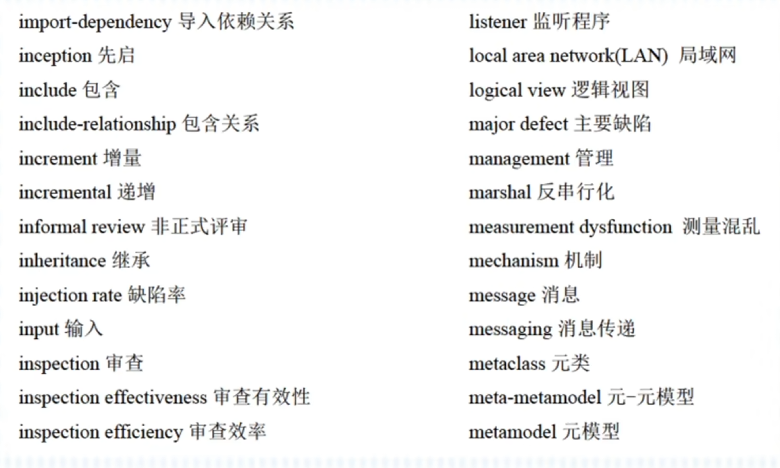 import-dependency 导入依赖关系
inception 先启
include 包含
include-relationship 包含关系
increment 增量
incremental 递增
informal review 非正式评审
inheritance 继承
injection rate 缺陷率
input 输入
inspection 审查
inspection effectiveness 审查有效性
inspection efficiency 审查效率
listener 监听程序
local area network(LAN) 局域网
logical view 逻辑视图
major defect 主要缺陷
management 管理
marshal 反串行化
measurement dysfunction 测量混乱
mechanism 机制
message 消息
messaging 消息传递
metaclass 元类
meta-metamodel 元-元模型
metamodel 元模型